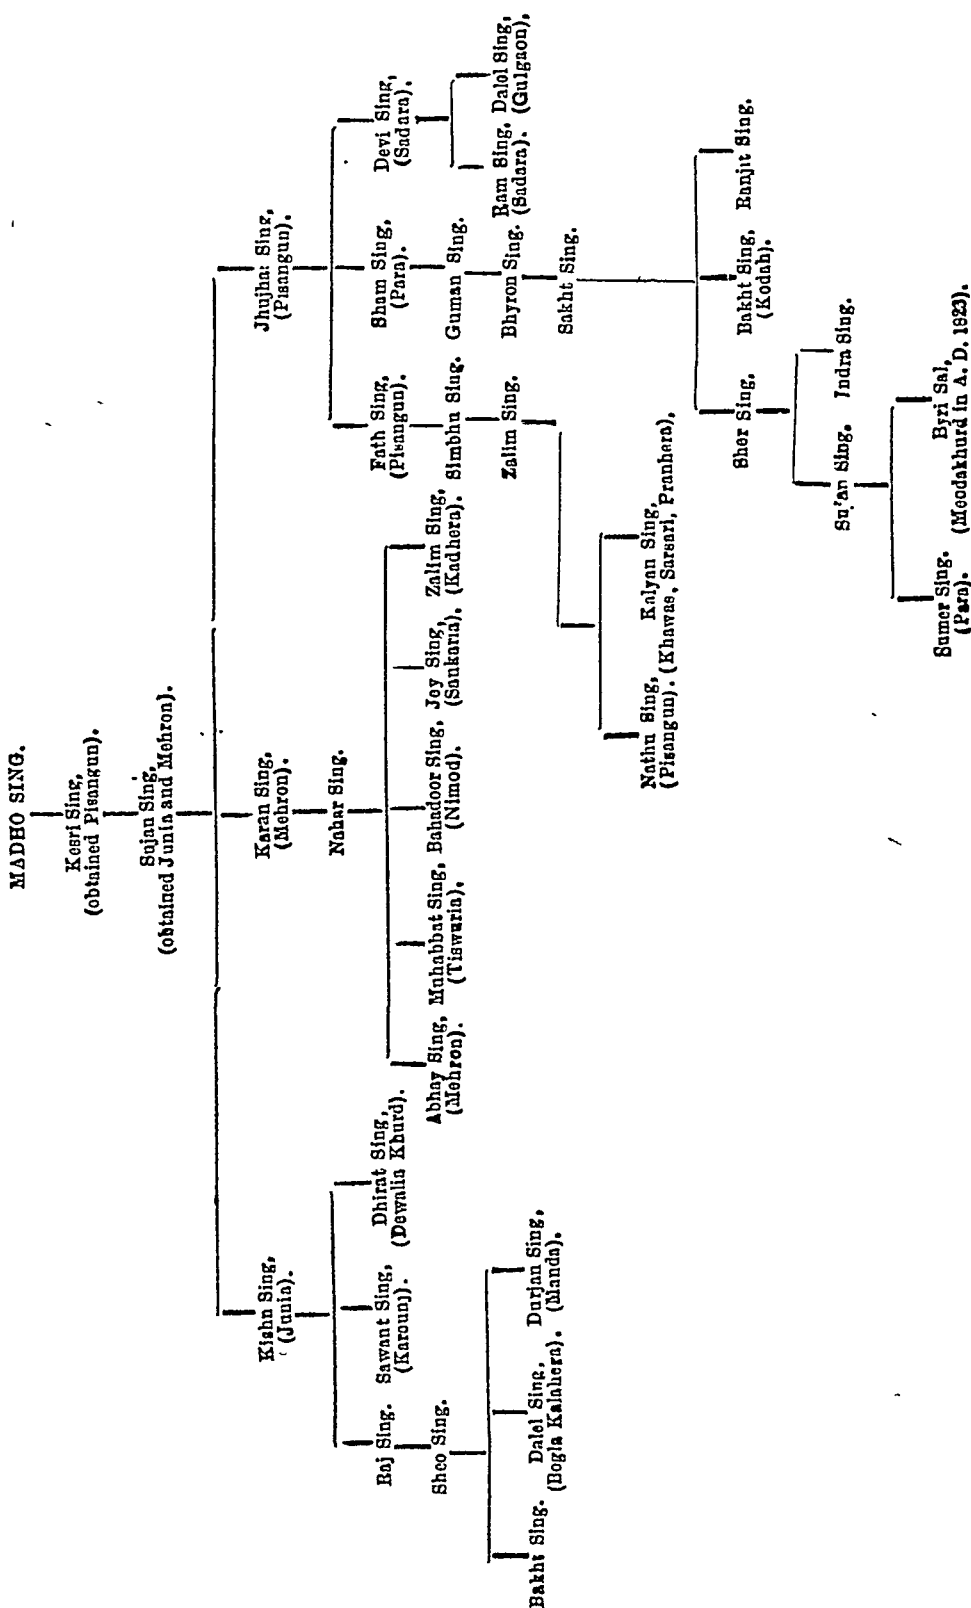 MADHO SING.
Kesri Sing,
(obtained Pisangun).
Sujan Sing,
(obtained Junia and Mehron).
Kishn Sing,
(Junia).
Karan Sing,
(Mehron).
Jhujhar Sing,
(Pisangun).
Raj Sing.
Sawant Sing,
(Karounj).
Dhirat Sing,
(Dewalia Khurd).
Nahar Sing.
Fath Sing,
(Pisangun).
Sham Sing,
(Para).
Devi Sing,
(Sadara).
Sheo Sing.
Abhay Sing,
(Mehron).
Muhabbat Sing,
(Tiswaria).
Bahadoor Sing,
(Nimod).
Joy Sing,
(Sankaria).
Zalim Sing,
(Kadhera).
Simbhu Sing.
Guman Sing.
Bakht Sing.
Dalel Sing,
(Bogla Kalahera).
Durjan Sing,
(Manda).
Zalim Sing.
Bhyron Sing.
Ram Sing,
(Sadara).
Dalel Sing,
(Gulgaon).
Sakht Sing.
Nathu Sing,
(Pisangun).
Kalyan Sing,
(Khawas, Sarsari, Pranhera).
Sher Sing.
Bakht Sing,
(Kodah).
Ranjit Sing.
Su'an Sing.
Indra Sing.
Sumer Sing.
(Para).
Byri Sal,
(Meodakhurd in A. D. 1823).